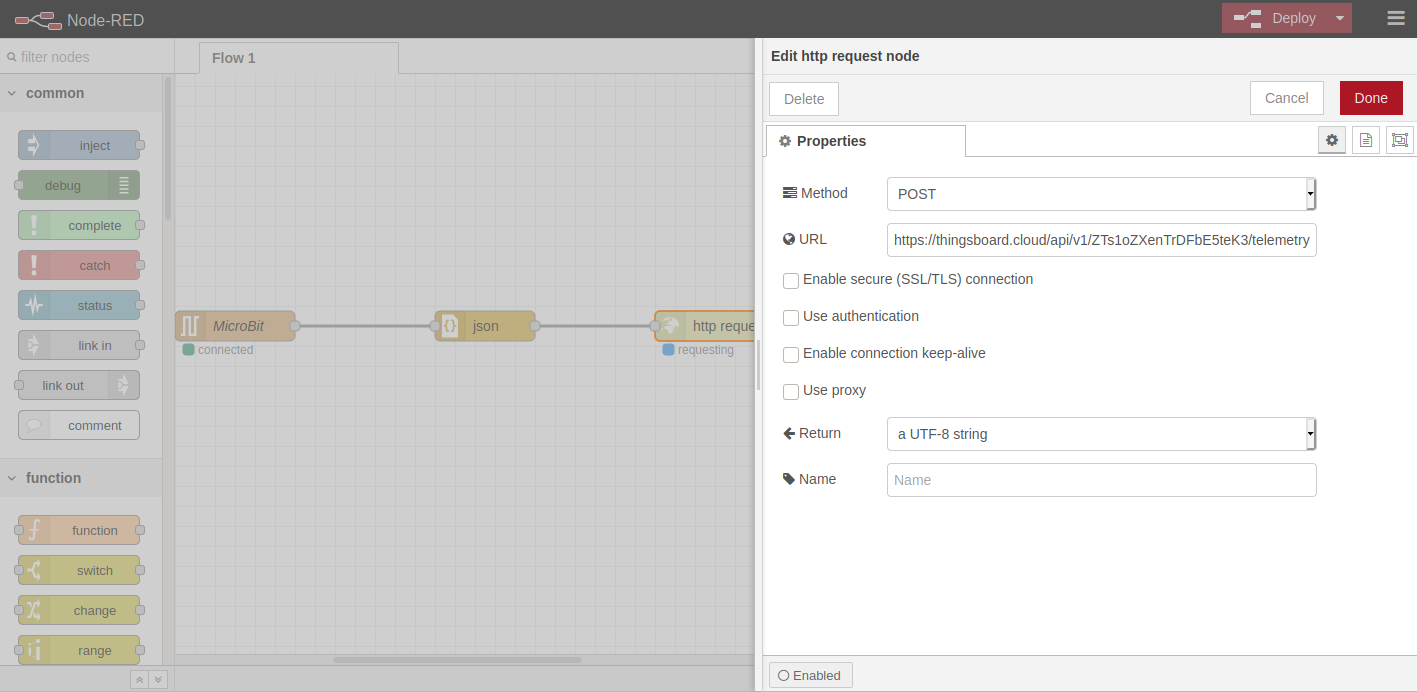 Node-RED
Deploy
filter nodes
common
inject
debug
complete
catch
status
link in
link out
comment
function
function
switch
change
range
Flow 1
MicroBit
connected
json
http reque
requesting
Edit http request node
Delete
Cancel
Done
Properties
Method
POST
URL
https://thingsboard.cloud/api/v1/ZTs1oZXenTrDFbE5teK3/telemetry
Enable secure (SSL/TLS) connection
Use authentication
Enable connection keep-alive
Use proxy
Return
a UTF-8 string
Name
Name
Enabled